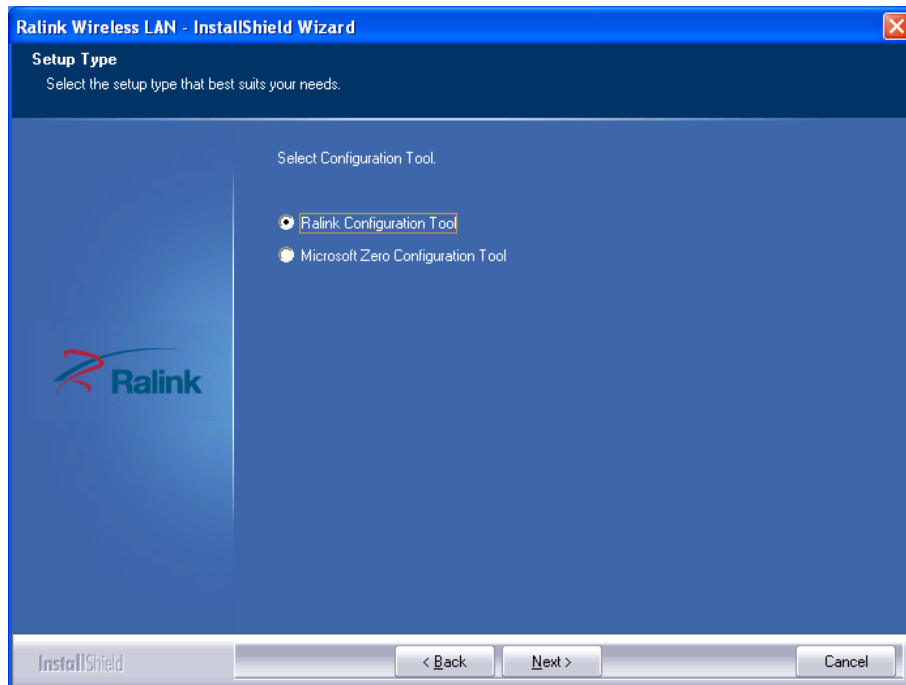 Ralink Wireless LAN - InstallShield Wizard
Setup Type
Select the setup type that best suits your needs.
Select Configuration Tool.
Ralink Configuration Tool
Microsoft Zero Configuration Tool
Ralink
InstallShield
< Back
Next >
Cancel